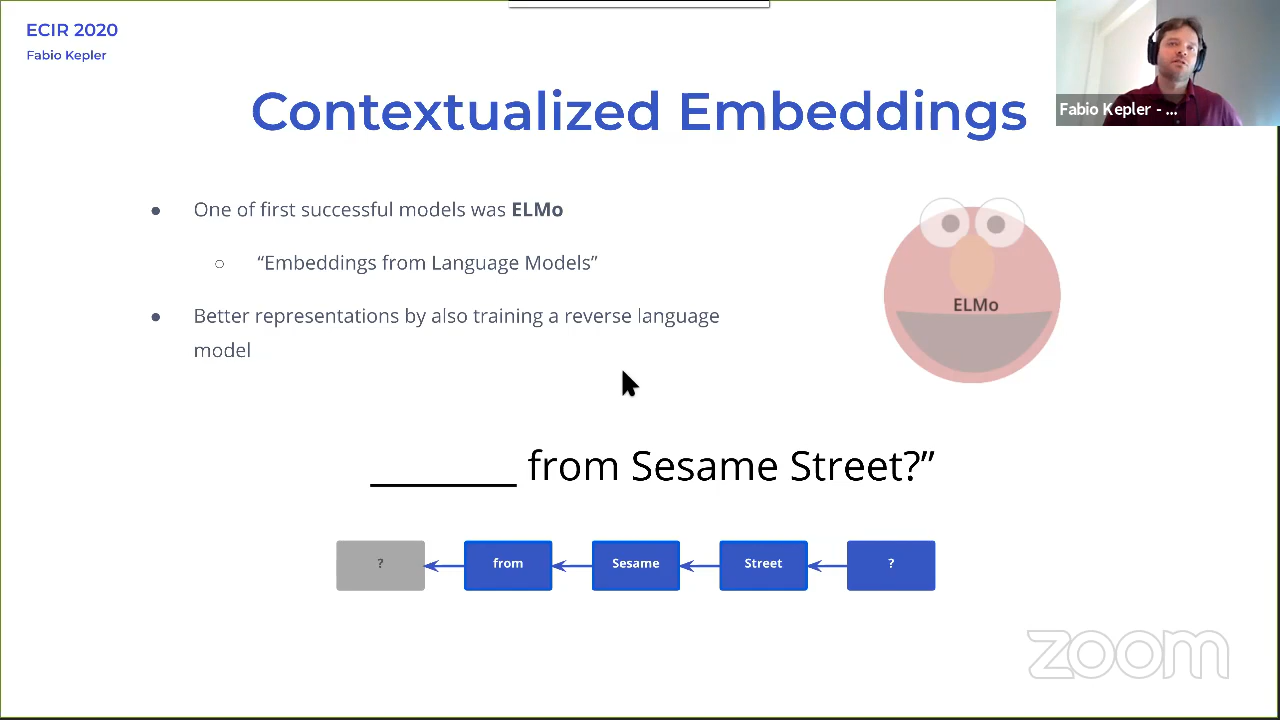 ECIR 2020
Fabio Kepler
Contextualized Embeddings
Fabio Kepler - ...
● One of first successful models was ELMo
○ “Embeddings from Language Models”
● Better representations by also training a reverse language
model
ELMo
________ from Sesame Street?”
? from Sesame Street ?
zoom